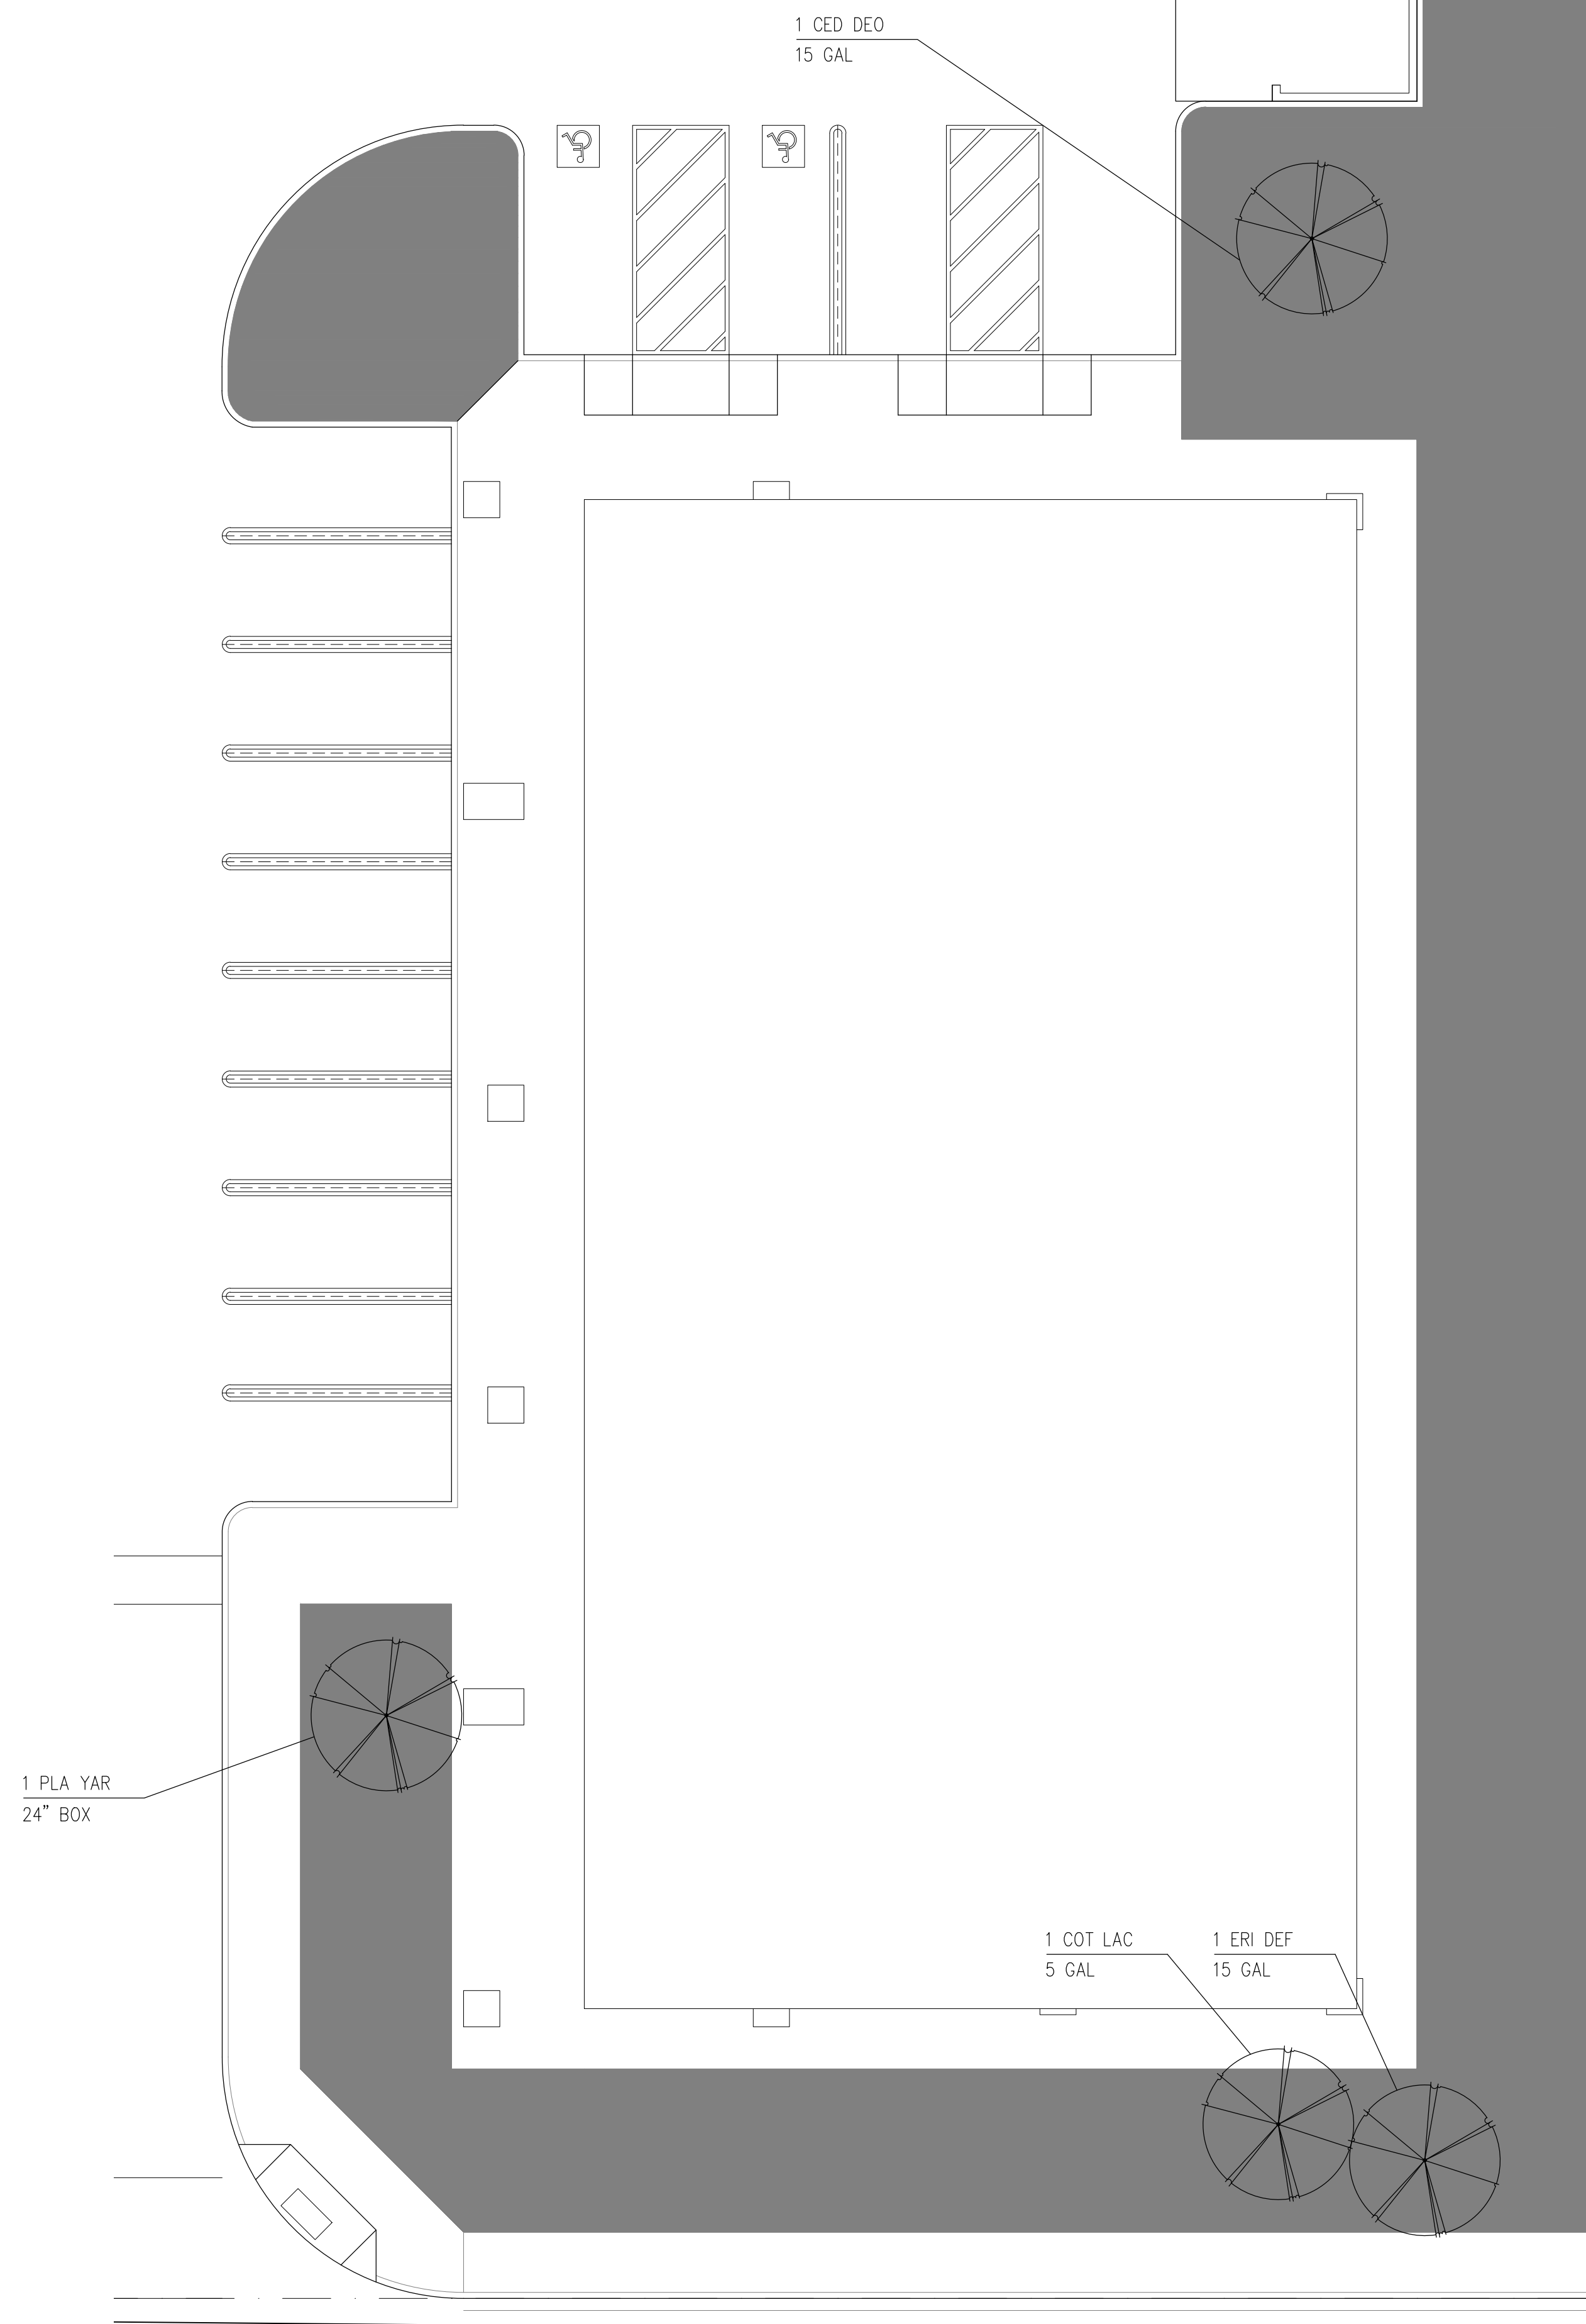 1 CED DEO
15 GAL
1 PLA YAR
24" BOX
1 COT LAC
5 GAL
1 ERI DEF
15 GAL